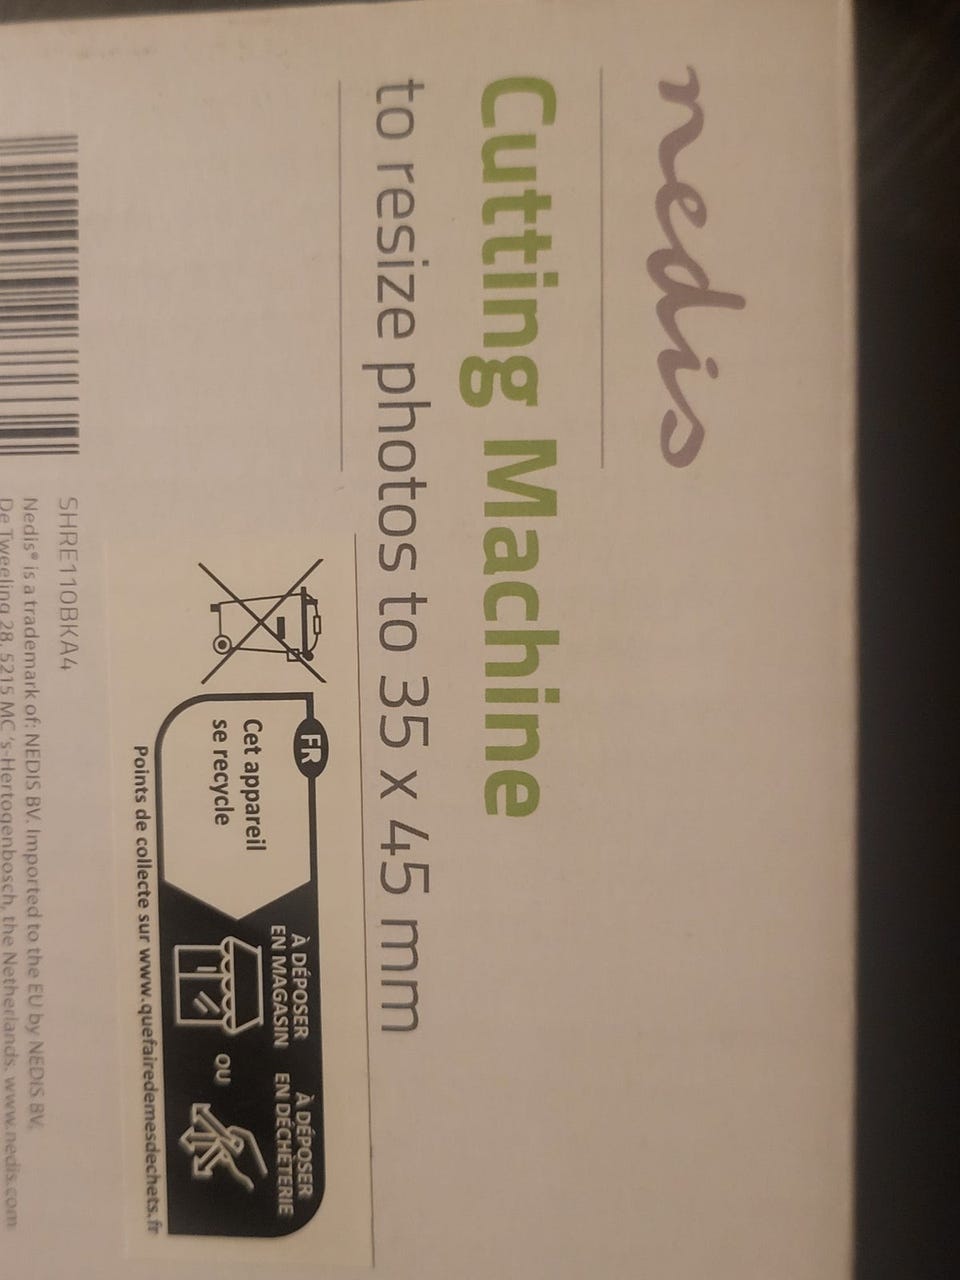 nedis
Cutting Machine
to resize photos to 35 x 45 mm
FR
Cet appareil
se recycle
À DÉPOSER
EN MAGASIN
OU
À DÉPOSER
EN DÉCHÈTERIE
Points de collecte sur www.quefairedemesdechets.fr
SHRE110BKA4
Nedis® is a trademark of: NEDIS BV. Imported to the EU by NEDIS BV.
De Tweeling 28, 5215 MC 's-Hertogenbosch, the Netherlands. www.nedis.com